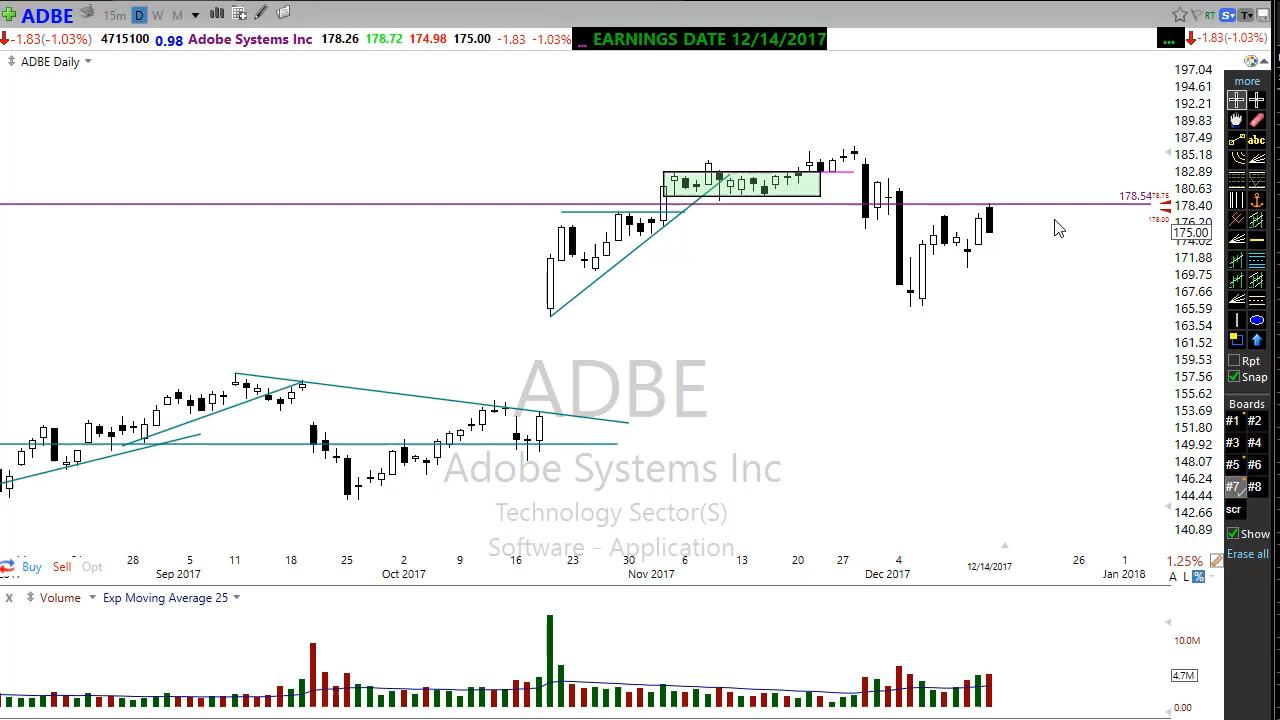 ADBE 15m D W M RT S T
-1.83(-1.03%) 4715100 0.98 Adobe Systems Inc 178.26 178.72 174.98 175.00 -1.83 -1.03% ... EARNINGS DATE 12/14/2017 ... -1.83(-1.03%)
ADBE Daily
more
abc
197.04
194.61
192.21
189.83
187.49
185.18
182.89
180.63
178.54 178.75
178.40
178.00
176.20
175.00
174.02
171.88
169.75
167.66
165.59
163.54
161.52
159.53
157.56
155.62
153.69
151.80
149.92
148.07
146.24
144.44
142.66
140.89
Rpt
Snap
Boards
#1 #2
#3 #4
#5 #6
#7 #8
scr
Show
Erase all
ADBE
Adobe Systems Inc
Technology Sector(S)
Software - Application
28 5 11 18 25 2 9 16 23 30 6 13 20 27 4 12/14/2017 26 1
Sep 2017 Oct 2017 Nov 2017 Dec 2017 Jan 2018
Buy Sell Opt
1.25%
A L %
X Volume Exp Moving Average 25
10.0M
4.7M
0.00